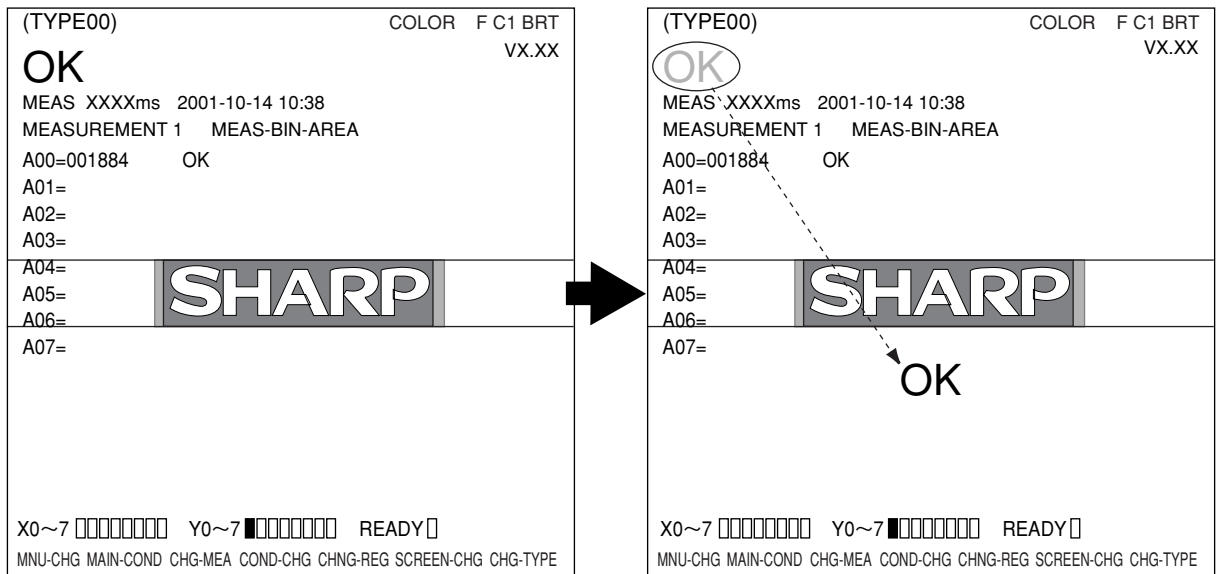 (TYPE00) COLOR F C1 BRT
VX.XX
OK
MEAS XXXXms 2001-10-14 10:38
MEASUREMENT 1 MEAS-BIN-AREA
A00=001884 OK
A01=
A02=
A03=
A04=
A05=
A06=
SHARP
A07=
X0～7 Y0～7 READY
MNU-CHG MAIN-COND CHG-MEA COND-CHG CHNG-REG SCREEN-CHG CHG-TYPE
(TYPE00) COLOR F C1 BRT
VX.XX
OK
MEAS XXXXms 2001-10-14 10:38
MEASUREMENT 1 MEAS-BIN-AREA
A00=001884 OK
A01=
A02=
A03=
A04=
A05=
A06=
SHARP
A07=
OK
X0～7 Y0～7 READY
MNU-CHG MAIN-COND CHG-MEA COND-CHG CHNG-REG SCREEN-CHG CHG-TYPE